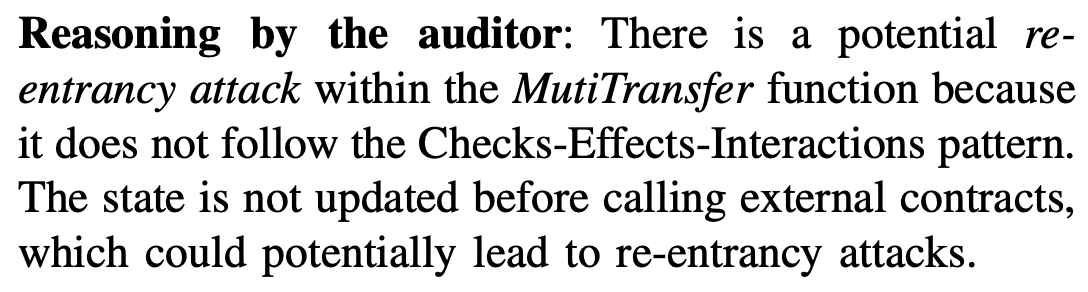 Reasoning by the auditor: There is a potential re-
entrancy attack within the MutiTransfer function because
it does not follow the Checks-Effects-Interactions pattern.
The state is not updated before calling external contracts,
which could potentially lead to re-entrancy attacks.